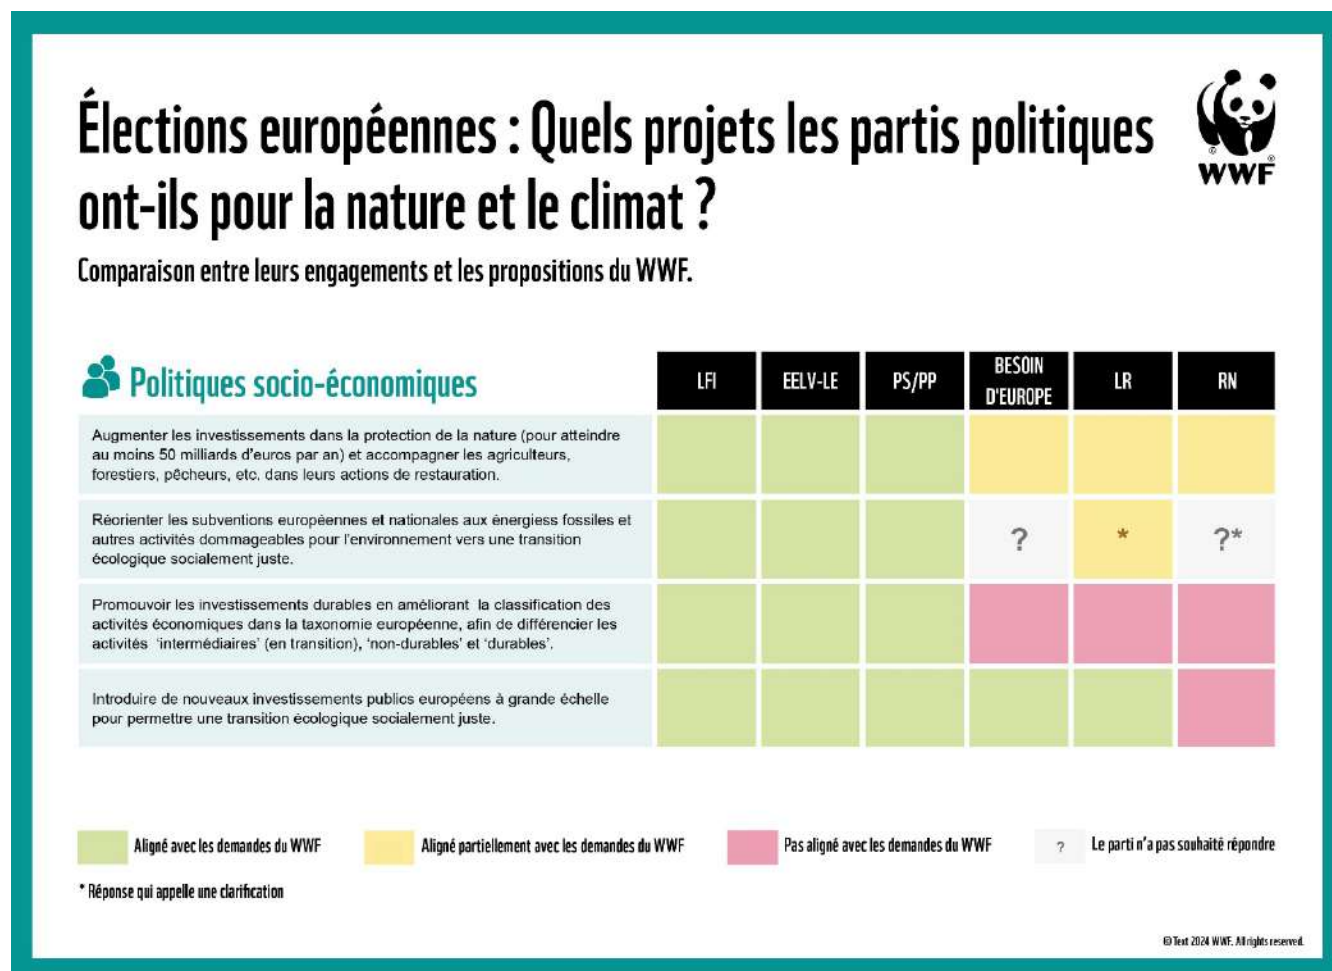 Élections européennes : Quels projets les partis politiques
ont-ils pour la nature et le climat ?
WWF
Comparaison entre leurs engagements et les propositions du WWF.
Politiques socio-économiques
LFI
EELV-LE
PS/PP
BESOIN
D'EUROPE
LR
RN
Augmenter les investissements dans la protection de la nature (pour atteindre
au moins 50 milliards d'euros par an) et accompagner les agriculteurs,
forestiers, pêcheurs, etc. dans leurs actions de restauration.
Réorienter les subventions européennes et nationales aux énergiess fossiles et
autres activités dommageables pour l'environnement vers une transition
écologique socialement juste.
?
*
?*
Promouvoir les investissements durables en améliorant la classification des
activités économiques dans la taxonomie européenne, afin de différencier les
activités 'intermédiaires' (en transition), 'non-durables' et 'durables'.
Introduire de nouveaux investissements publics européens à grande échelle
pour permettre une transition écologique socialement juste.
Aligné avec les demandes du WWF
Aligné partiellement avec les demandes du WWF
Pas aligné avec les demandes du WWF
?
Le parti n'a pas souhaité répondre
* Réponse qui appelle une clarification
© Text 2024 WWF. All rights reserved.